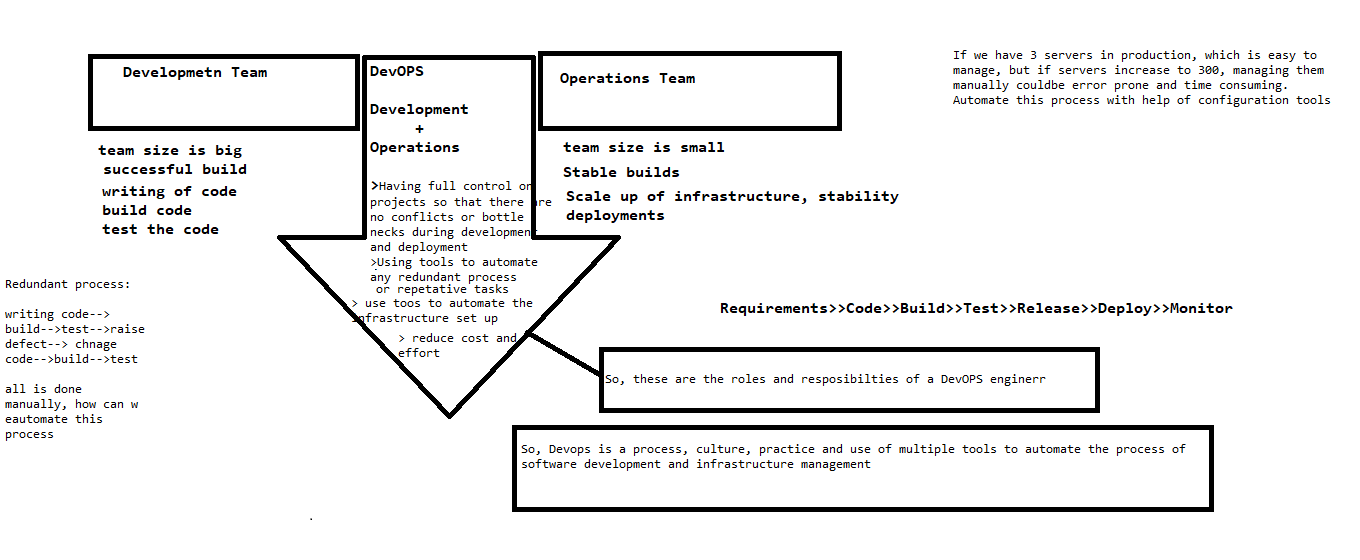 Developmetn Team
team size is big
successful build
writing of code
build code
test the code
DevOPS
Development
+
Operations
>Having full control on
projects so that there are
no conflicts or bottle
necks during development
and deployment
>Using tools to automate
any redundant process
or repetative tasks
> use toos to automate the
infrastructure set up
> reduce cost and
effort
Operations Team
team size is small
Stable builds
Scale up of infrastructure, stability
deployments
If we have 3 servers in production, which is easy to
manage, but if servers increase to 300, managing them
manually couldbe error prone and time consuming.
Automate this process with help of configuration tools
Redundant process:
writing code-->
build-->test-->raise
defect--> chnage
code-->build-->test
all is done
manually, how can w
eautomate this
process
Requirements>>Code>>Build>>Test>>Release>>Deploy>>Monitor
So, these are the roles and resposibilties of a DevOPS enginerr
So, Devops is a process, culture, practice and use of multiple tools to automate the process of
software development and infrastructure management